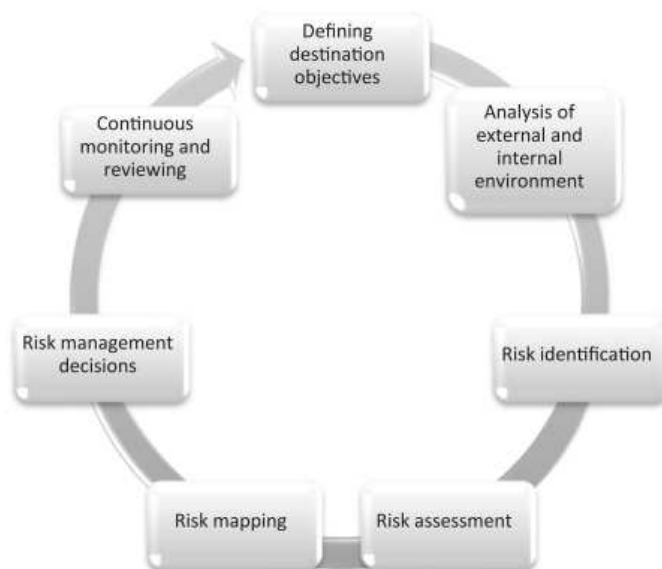 Defining
destination
objectives
Analysis of
external and
internal
environment
Risk identification
Risk assessment
Risk mapping
Risk management
decisions
Continuous
monitoring and
reviewing